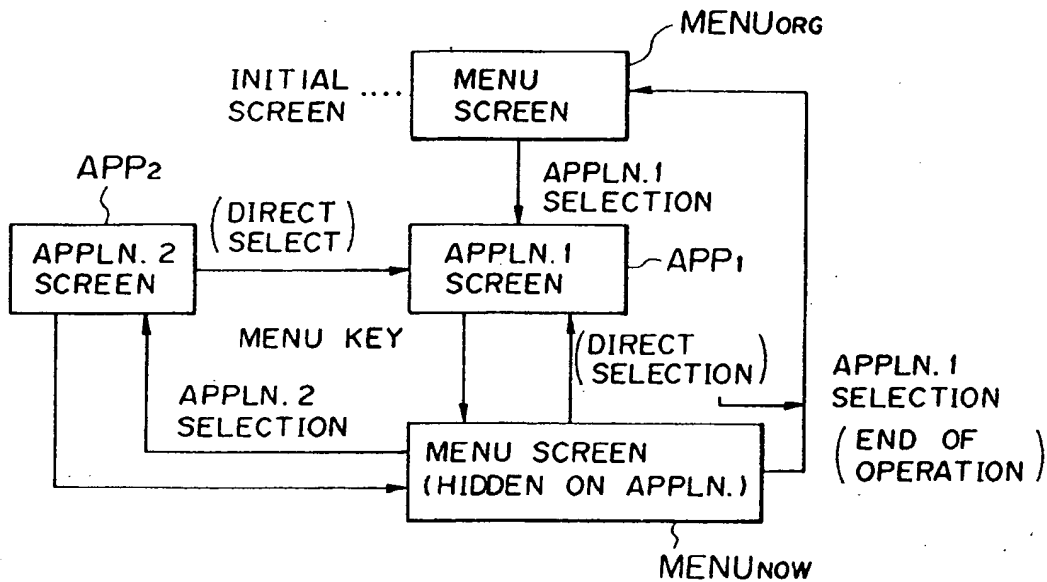 MENUORG
INITIAL
SCREEN ....
MENU
SCREEN
APPLN.1
SELECTION
APP2
(DIRECT
SELECT)
APPLN. 2
SCREEN
APPLN.1
SCREEN
APP1
MENU KEY
(DIRECT
SELECTION)
APPLN. 2
SELECTION
APPLN.1
SELECTION
(END OF
OPERATION)
MENU SCREEN
(HIDDEN ON APPLN.)
MENUNOW